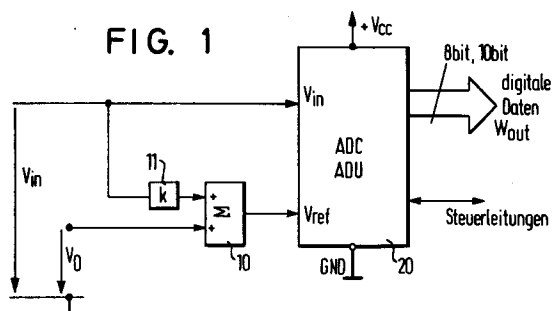 FIG. 1
+ Vcc
8bit, 10bit
digitale
Daten
Wout
Vin
ADC
ADU
Vin
11
k
+
+
Σ
10
Vref
V0
Steuerleitungen
GND
20